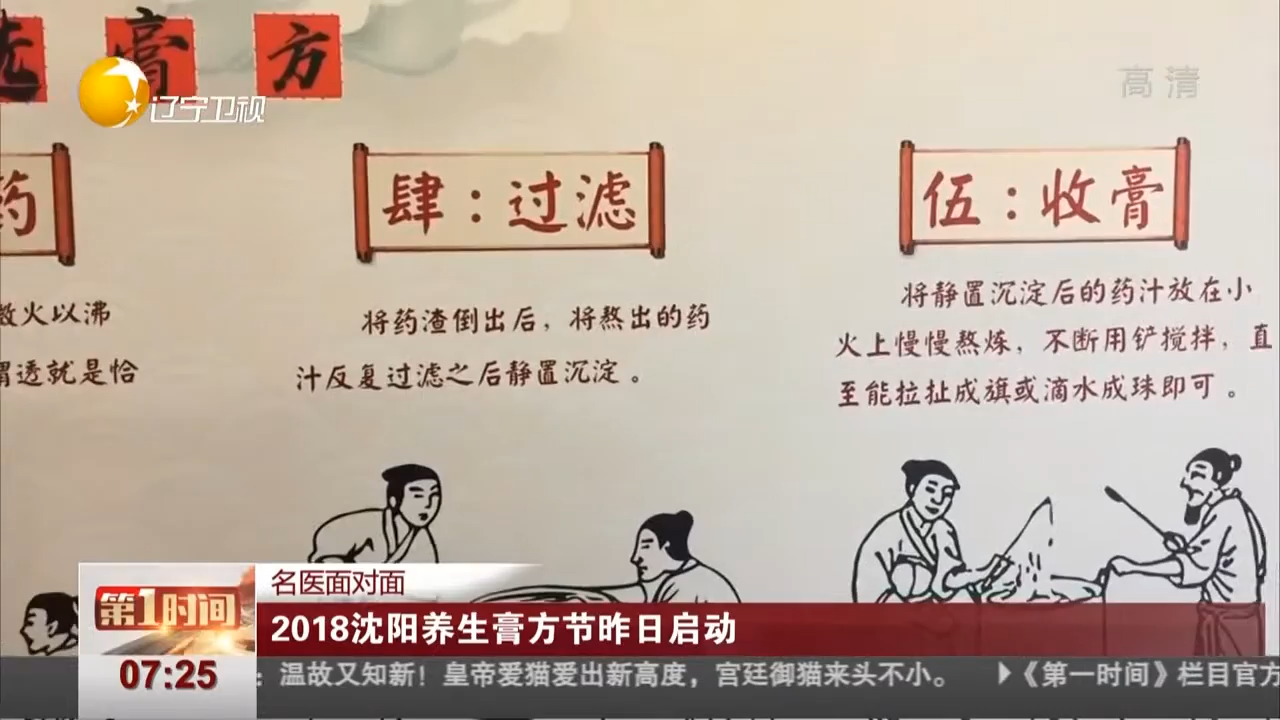 膏方
辽宁卫视
高清
药
肆：过滤
伍：收膏
火以沸
透就是恰
将药渣倒出后，将熬出的药
汁反复过滤之后静置沉淀。
将静置沉淀后的药汁放在小
火上慢慢熬炼，不断用铲搅拌，直
至能拉扯成旗或滴水成珠即可。
第1时间
07:25
名医面对面
2018沈阳养生膏方节昨日启动
：温故又知新！皇帝爱猫爱出新高度，宫廷御猫来头不小。 ▶《第一时间》栏目官方